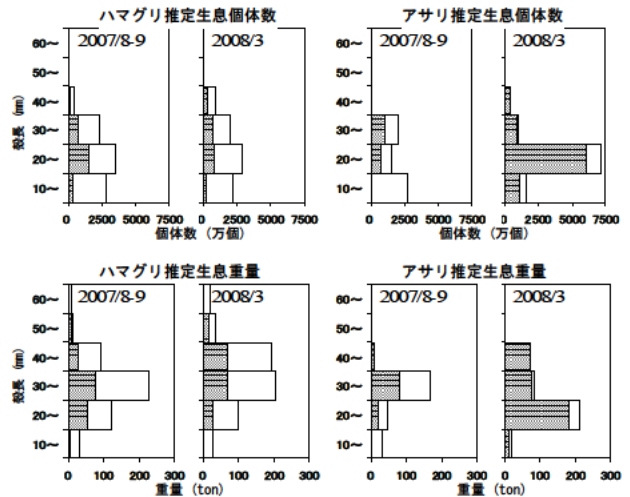 ハマグリ推定生息個体数
アサリ推定生息個体数
2007/8-9
2008/3
2007/8-9
2008/3
殻長 (mm)
60～
50～
40～
30～
20～
10～
60～
50～
40～
30～
20～
10～
0 2500 5000 7500
0 2500 5000 7500
0 2500 5000 7500
0 2500 5000 7500
個体数 (万個)
個体数 (万個)
ハマグリ推定生息重量
アサリ推定生息重量
2007/8-9
2008/3
2007/8-9
2008/3
殻長 (mm)
60～
50～
40～
30～
20～
10～
60～
50～
40～
30～
20～
10～
0 100 200 300
0 100 200 300
0 100 200 300
0 100 200 300
重量 (ton)
重量 (ton)